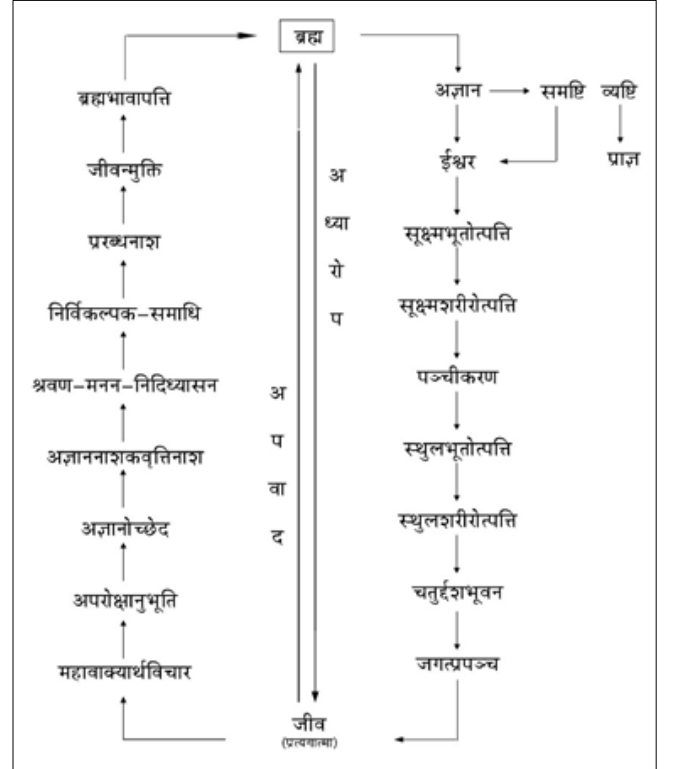 ब्रह्म
अज्ञान समष्टि व्यष्टि
ईश्वर प्राज्ञ
सूक्ष्मभूतोत्पत्ति
सूक्ष्मशरीरोत्पत्ति
पञ्चीकरण
स्थुलभूतोत्पत्ति
स्थुलशरीरोत्पत्ति
चतुर्द्दशभूवन
जगत्प्रपञ्च
जीव
(प्रत्यगात्मा)
महावाक्यार्थविचार
अपरोक्षानुभूति
अज्ञानोच्छेद
अज्ञाननाशकवृत्तिनाश
श्रवण-मनन-निदिध्यासन
निर्विकल्पक-समाधि
प्ररब्धनाश
जीवन्मुक्ति
ब्रह्मभावापत्ति
अ
ध्या
रो
प
अ
प
वा
द